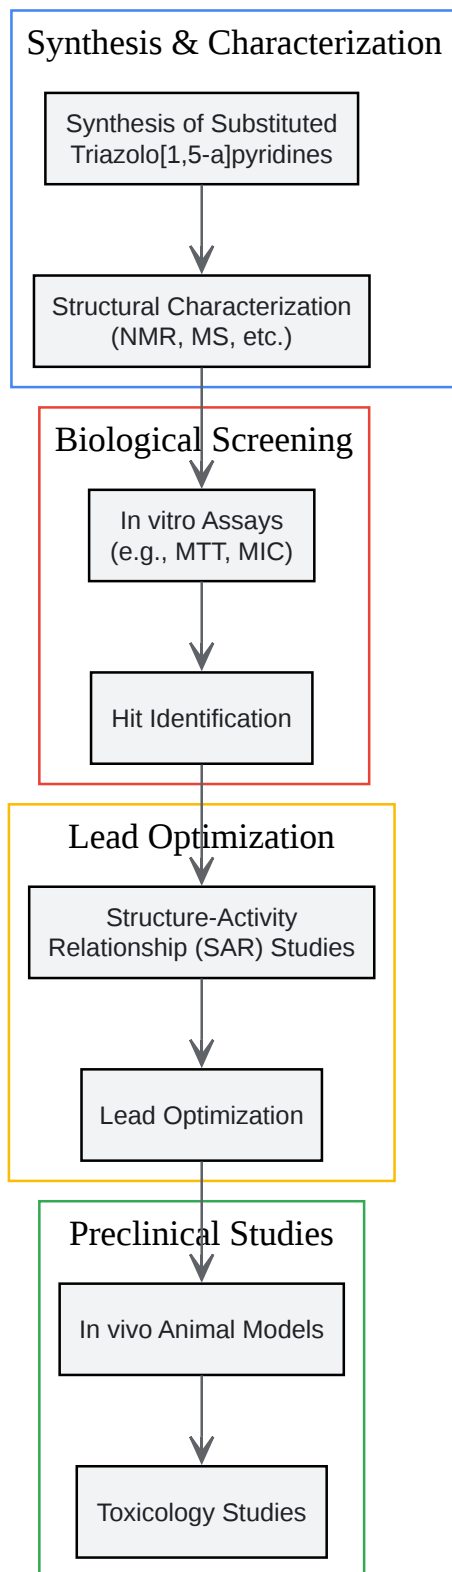 Synthesis & Characterization
Synthesis of Substituted
Triazolo[1,5-a]pyridines
Structural Characterization
(NMR, MS, etc.)
Biological Screening
In vitro Assays
(e.g., MTT, MIC)
Hit Identification
Lead Optimization
Structure-Activity
Relationship (SAR) Studies
Lead Optimization
Preclinical Studies
In vivo Animal Models
Toxicology Studies